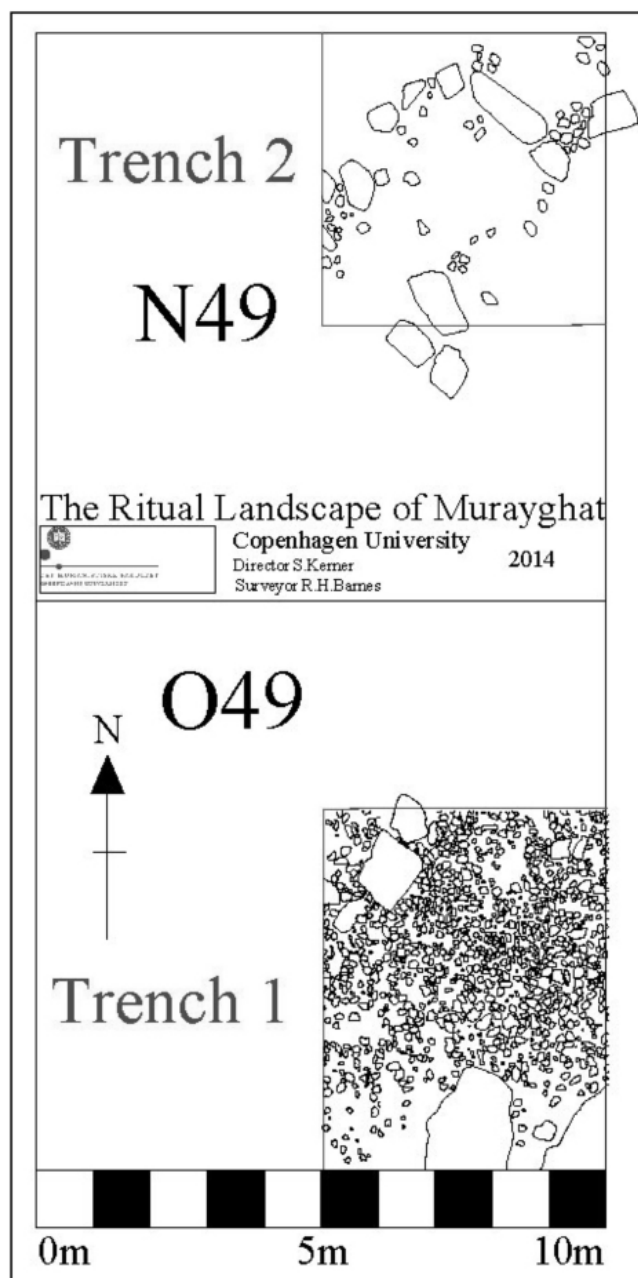 Trench 2
N49
The Ritual Landscape of Murayghat
Copenhagen University
Director S.Kerner
2014
Surveyor R.H.Barnes
O49
N
Trench 1
0m 5m 10m